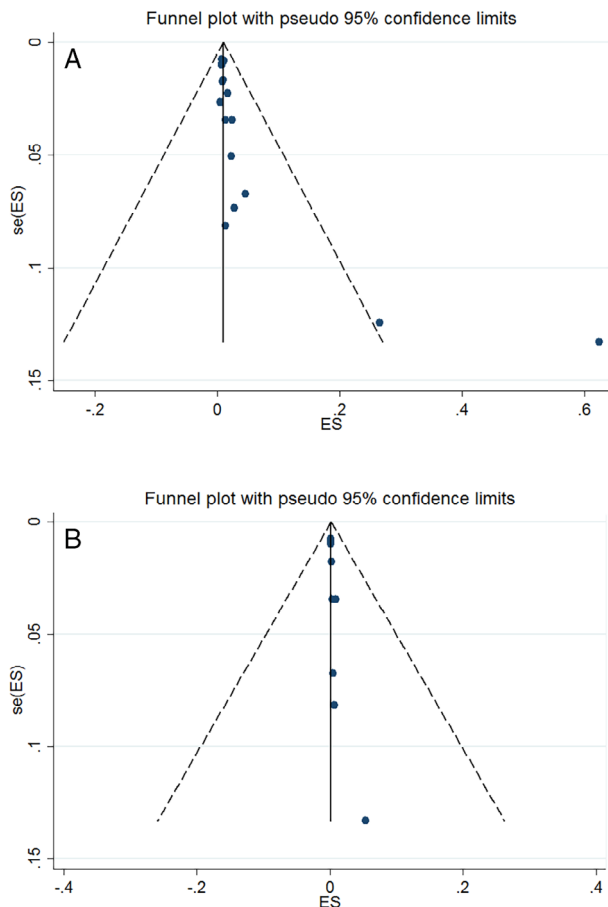 Funnel plot with pseudo 95% confidence limits
A
0
.05
.1
.15
se(ES)
-.2 0 .2 .4 .6
ES
Funnel plot with pseudo 95% confidence limits
B
0
.05
.1
.15
se(ES)
-.4 -.2 0 .2 .4
ES